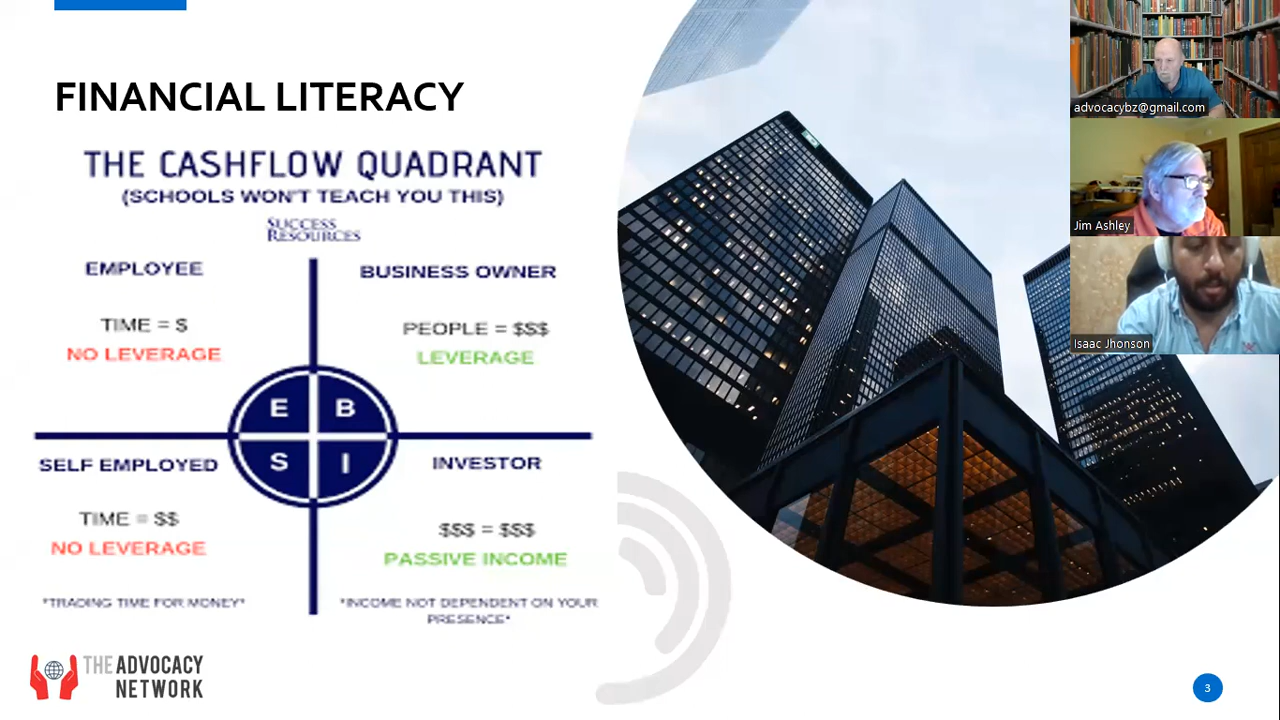 FINANCIAL LITERACY
THE CASHFLOW QUADRANT
(SCHOOLS WON'T TEACH YOU THIS)
SUCCESS
RESOURCES
EMPLOYEE
TIME = $
NO LEVERAGE
BUSINESS OWNER
PEOPLE = $$$
LEVERAGE
E
B
S
I
SELF EMPLOYED
TIME = $$
NO LEVERAGE
*TRADING TIME FOR MONEY*
INVESTOR
$$$ = $$$
PASSIVE INCOME
*INCOME NOT DEPENDENT ON YOUR
PRESENCE*
THE ADVOCACY
NETWORK
3
advocacybz@gmail.com
Jim Ashley
Isaac Jhonson